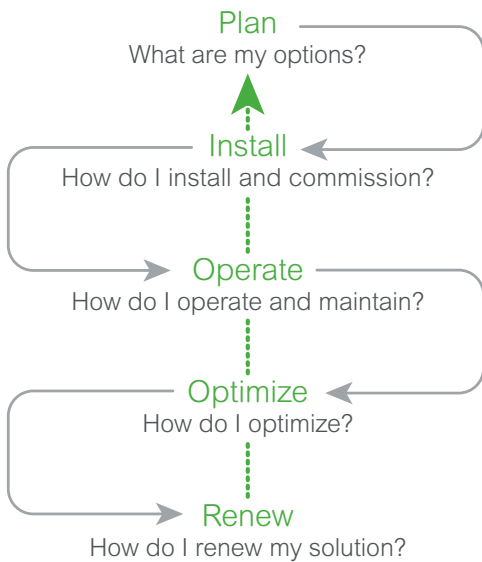 Plan
What are my options?
Install
How do I install and commission?
Operate
How do I operate and maintain?
Optimize
How do I optimize?
Renew
How do I renew my solution?